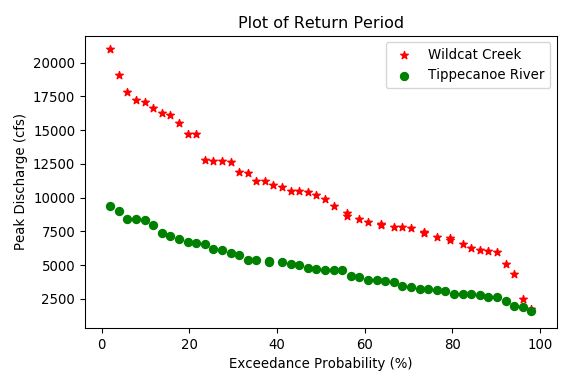 Plot of Return Period
Wildcat Creek
Tippecanoe River
Peak Discharge (cfs)
20000
17500
15000
12500
10000
7500
5000
2500
0 20 40 60 80 100
Exceedance Probability (%)